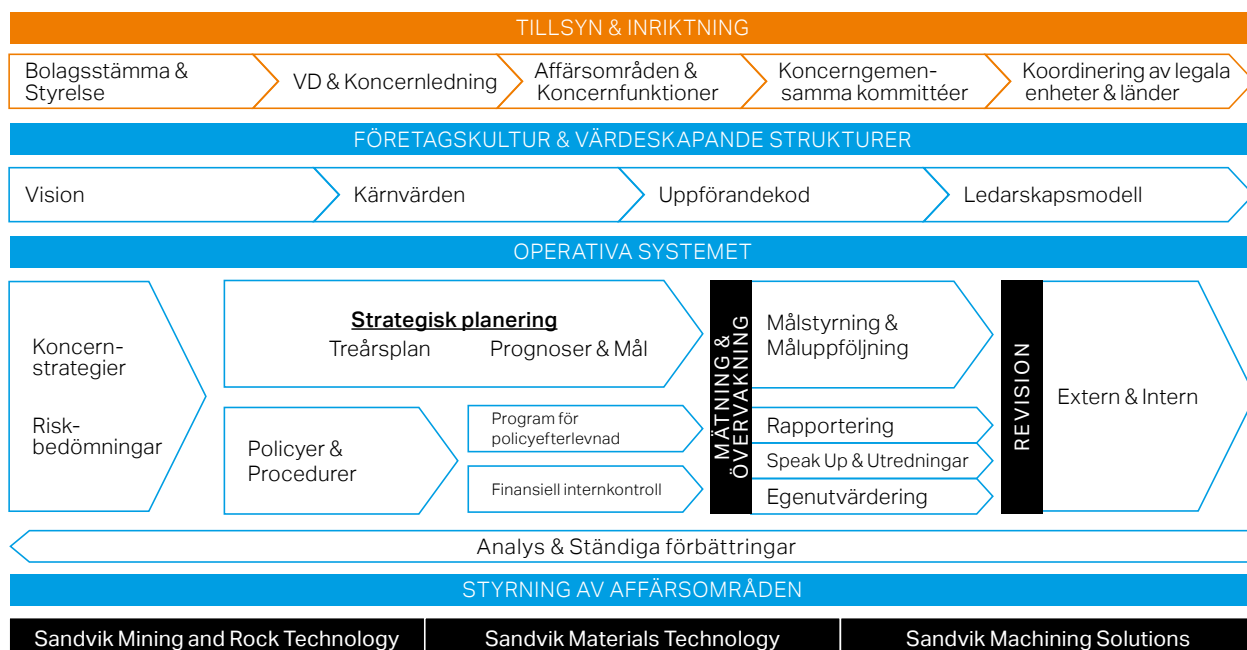 TILLSYN & INRIKTNING
Bolagsstämma &
Styrelse
VD & Koncernledning
Affärsområden &
Koncernfunktioner
Koncerngemen-
samma kommittéer
Koordinering av legala
enheter & länder
FÖRETAGSKULTUR & VÄRDESKAPANDE STRUKTURER
Vision
Kärnvärden
Uppförandekod
Ledarskapsmodell
OPERATIVA SYSTEMET
Koncern-
strategier
Risk-
bedömningar
Strategisk planering
Treårsplan
Prognoser & Mål
Policyer &
Procedurer
Program för
policyefterlevnad
Finansiell internkontroll
MÄTNING &
ÖVERVAKNING
Målstyrning &
Måluppföljning
Rapportering
Speak Up & Utredningar
Egenutvärdering
REVISION
Extern & Intern
Analys & Ständiga förbättringar
STYRNING AV AFFÄRSOMRÅDEN
Sandvik Mining and Rock Technology
Sandvik Materials Technology
Sandvik Machining Solutions